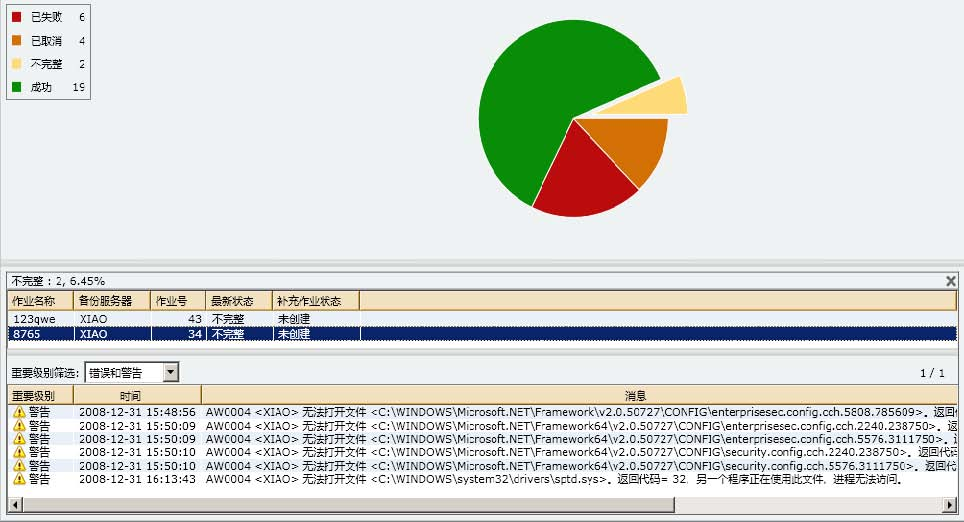 已失败 6
已取消 4
不完整 2
成功 19
不完整 : 2, 6.45%
作业名称 备份服务器 作业号 最新状态 补充作业状态
123qwe XIAO 43 不完整 未创建
8765 XIAO 34 不完整 未创建
重要级别筛选: 错误和警告 1 / 1
重要级别 时间 消息
警告 2008-12-31 15:48:56 AW0004 <XIAO> 无法打开文件 <C:\WINDOWS\Microsoft.NET\Framework\v2.0.50727\CONFIG\enterprisesec.config.cch.5808.785609>。返回
警告 2008-12-31 15:50:09 AW0004 <XIAO> 无法打开文件 <C:\WINDOWS\Microsoft.NET\Framework64\v2.0.50727\CONFIG\enterprisesec.config.cch.2240.238750>。返
警告 2008-12-31 15:50:09 AW0004 <XIAO> 无法打开文件 <C:\WINDOWS\Microsoft.NET\Framework64\v2.0.50727\CONFIG\enterprisesec.config.cch.5576.3111750>。返
警告 2008-12-31 15:50:10 AW0004 <XIAO> 无法打开文件 <C:\WINDOWS\Microsoft.NET\Framework64\v2.0.50727\CONFIG\security.config.cch.2240.238750>。返回代码
警告 2008-12-31 15:50:10 AW0004 <XIAO> 无法打开文件 <C:\WINDOWS\Microsoft.NET\Framework64\v2.0.50727\CONFIG\security.config.cch.5576.3111750>。返回代
警告 2008-12-31 16:13:43 AW0004 <XIAO> 无法打开文件 <C:\WINDOWS\system32\drivers\sptd.sys>。返回代码= 32, 另一个程序正在使用此文件, 进程无法访问。